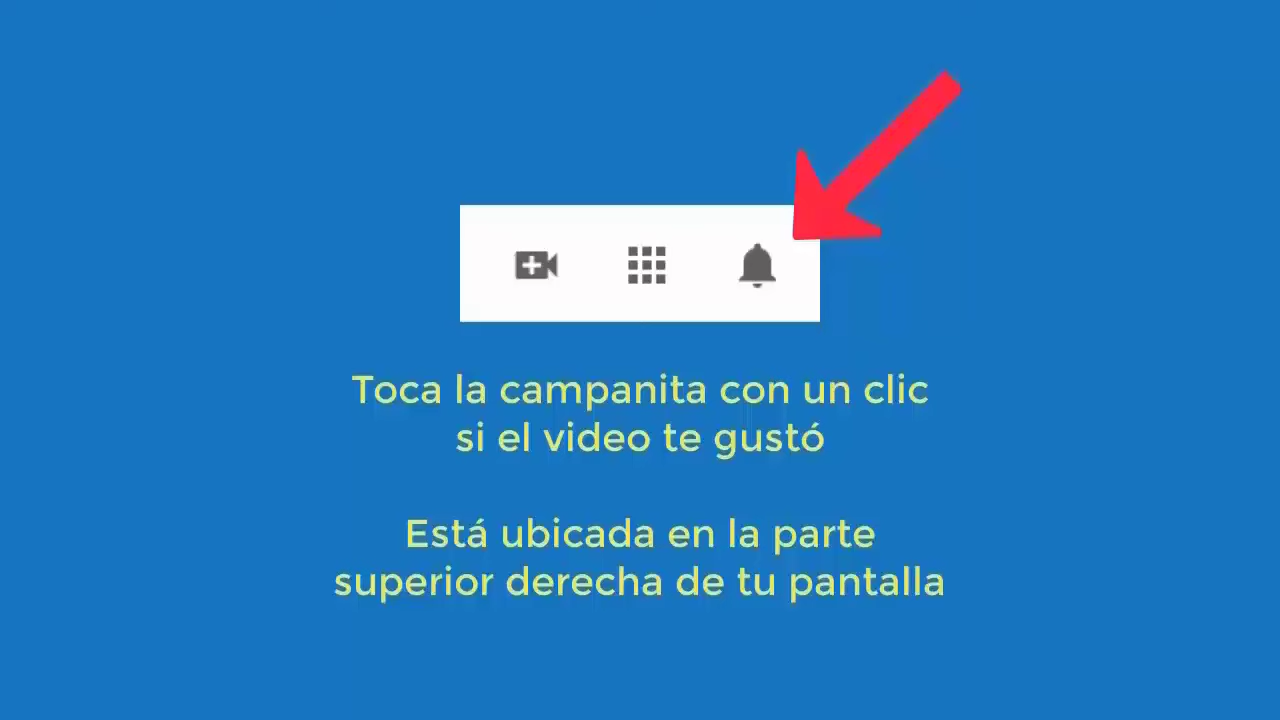 Toca la campanita con un clic
si el video te gustó
Está ubicada en la parte
superior derecha de tu pantalla